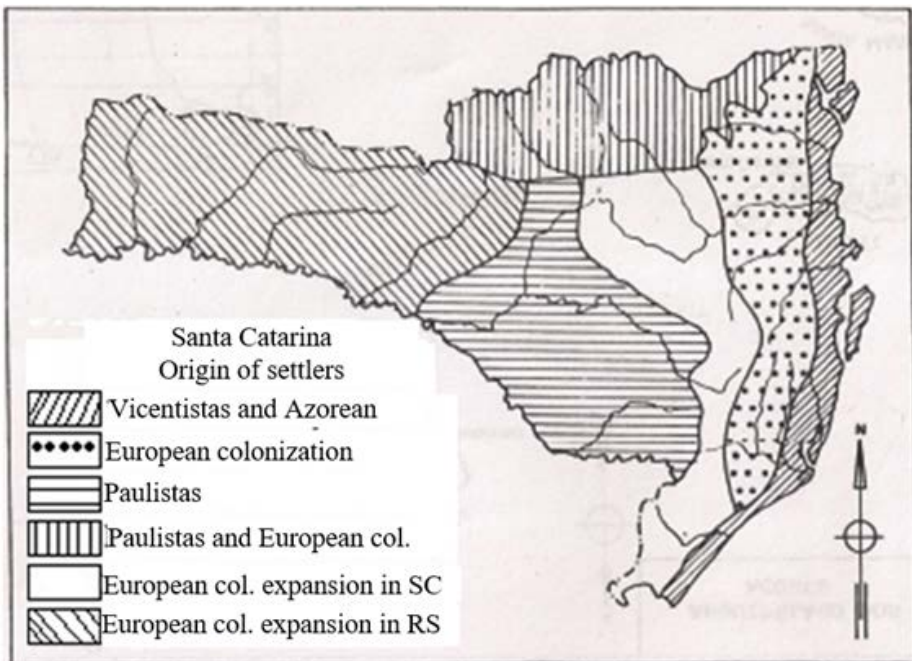 Santa Catarina
Origin of settlers
Vicentistas and Azorean
European colonization
Paulistas
Paulistas and European col.
European col. expansion in SC
European col. expansion in RS
N